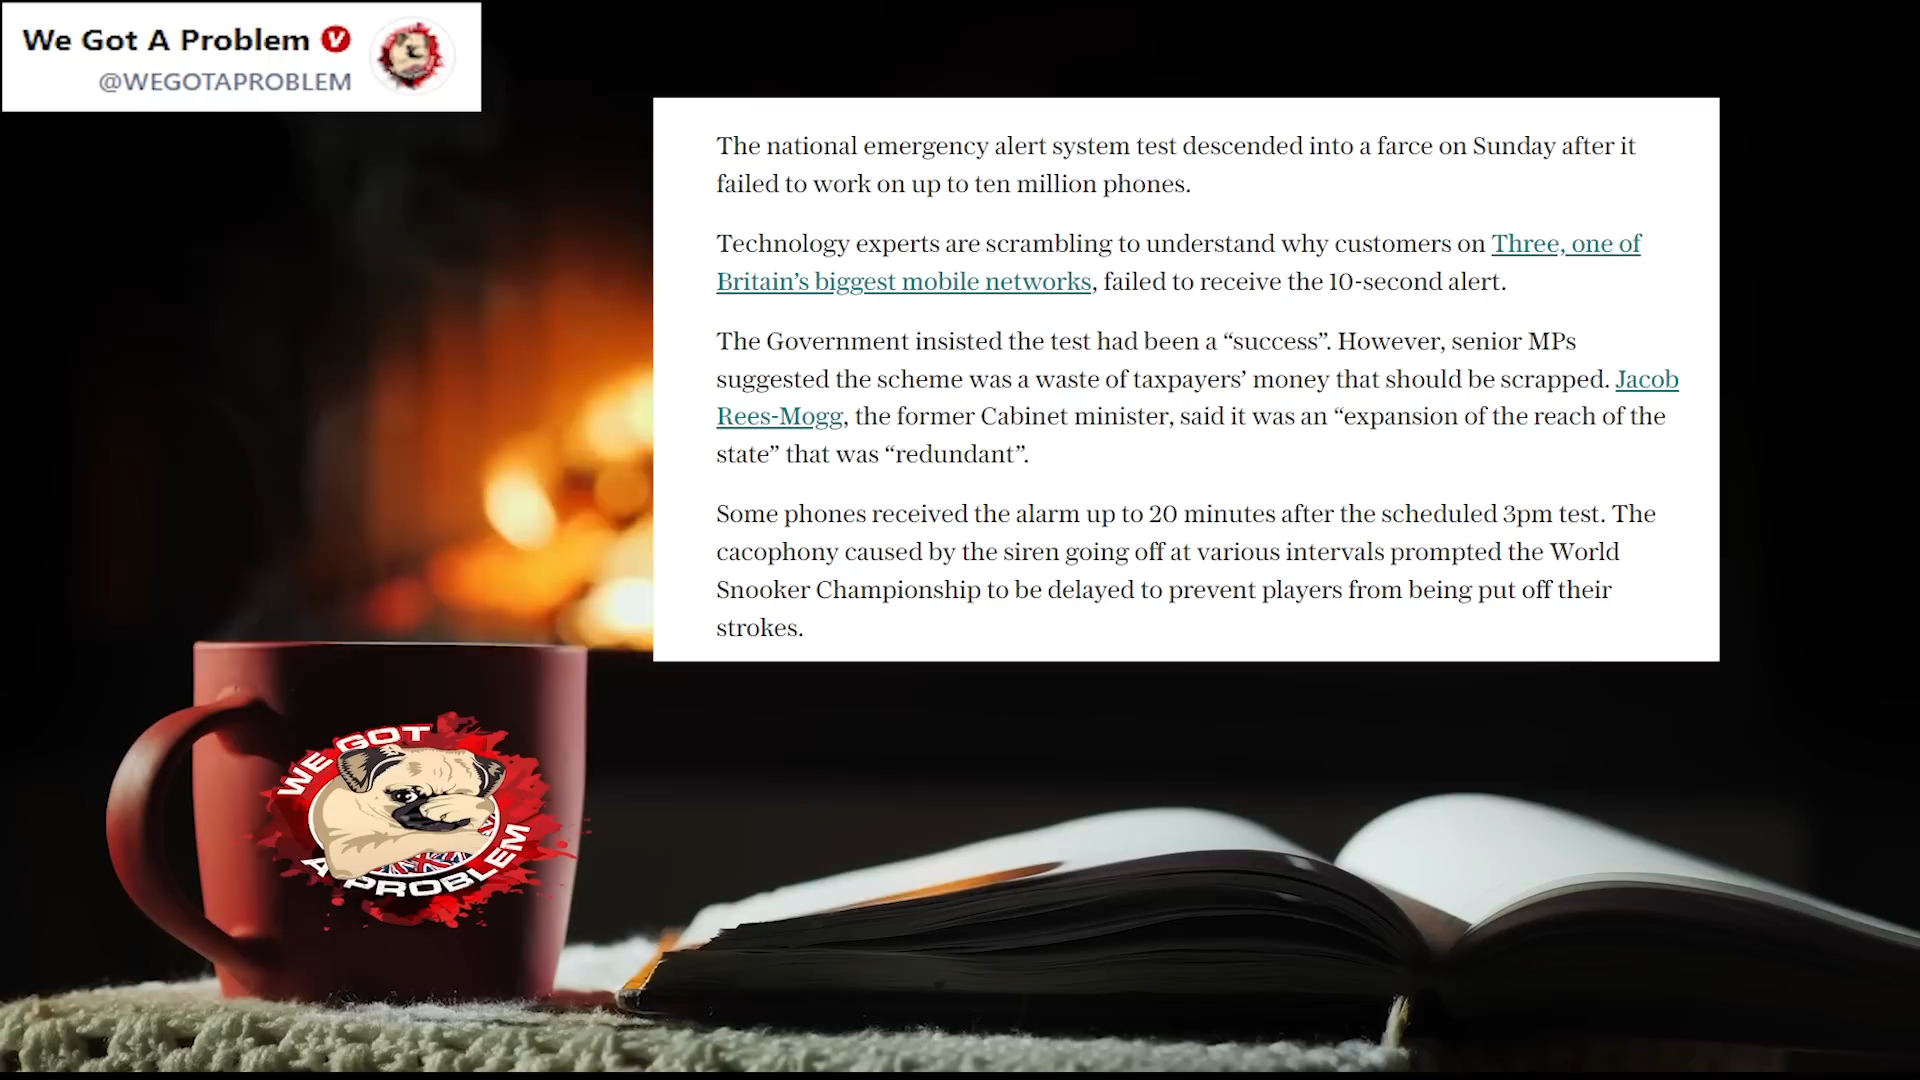 We Got A Problem
@WEGOTAPROBLEM
The national emergency alert system test descended into a farce on Sunday after it
failed to work on up to ten million phones.
Technology experts are scrambling to understand why customers on Three, one of
Britain’s biggest mobile networks, failed to receive the 10-second alert.
The Government insisted the test had been a “success”. However, senior MPs
suggested the scheme was a waste of taxpayers’ money that should be scrapped. Jacob
Rees-Mogg, the former Cabinet minister, said it was an “expansion of the reach of the
state” that was “redundant”.
Some phones received the alarm up to 20 minutes after the scheduled 3pm test. The
cacophony caused by the siren going off at various intervals prompted the World
Snooker Championship to be delayed to prevent players from being put off their
strokes.
WE GOT
A PROBLEM